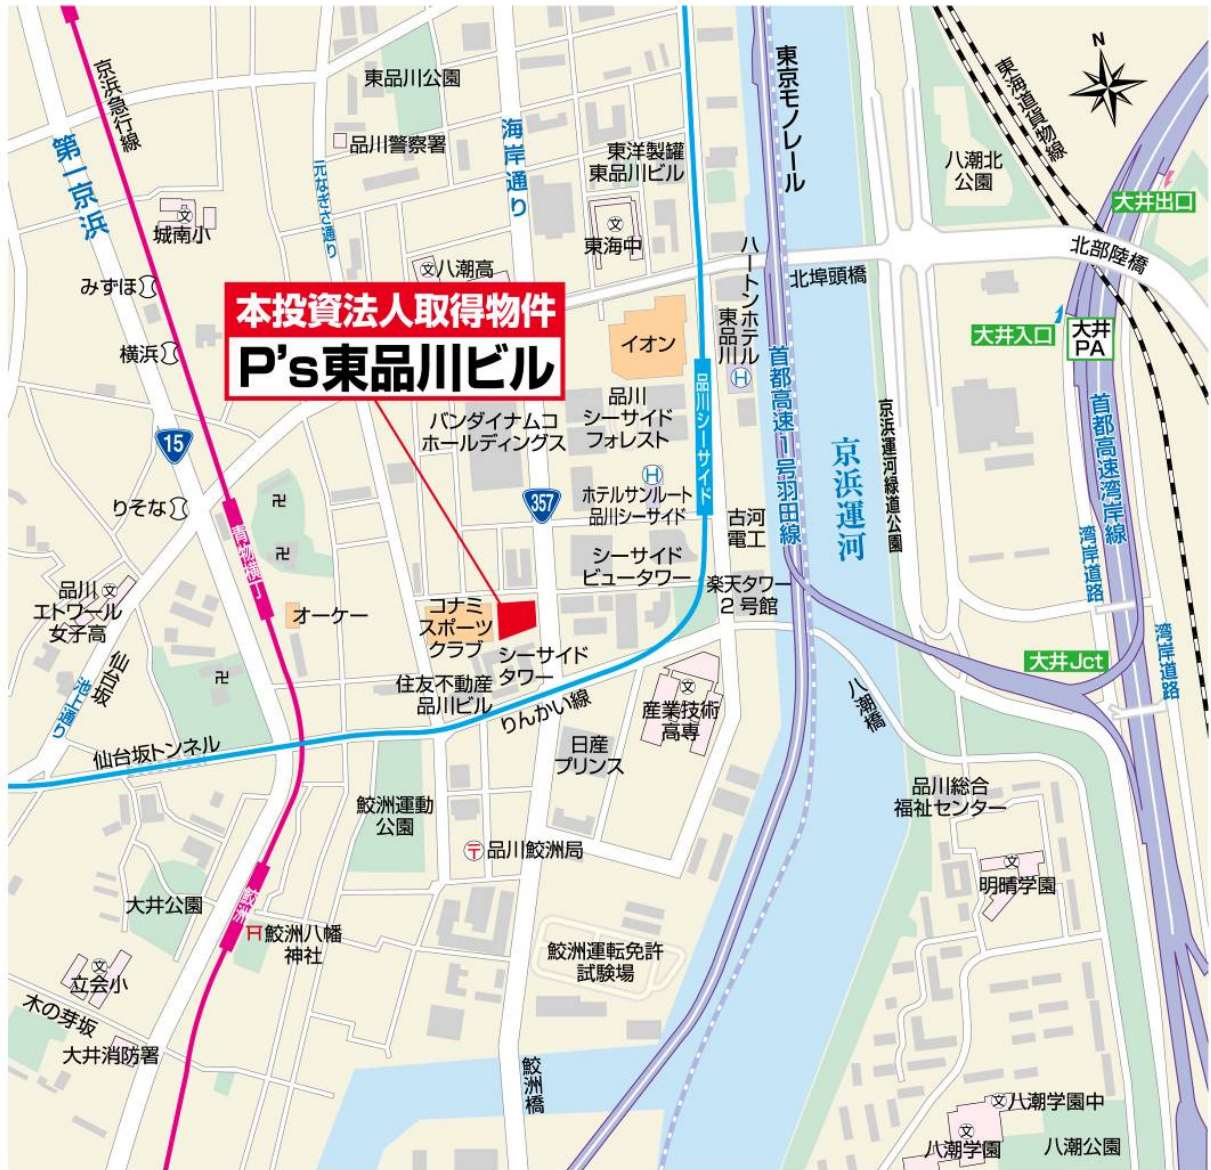 京浜急行線
第一京浜
東品川公園
品川警察署
元なぎさ通り
海岸通り
東洋製罐
東品川ビル
東京モノレール
東海道貨物線
N
八潮北
公園
大井出口
城南小
東海中
八潮高
みずほ
横浜
ハートンホテル
東品川
北埠頭橋
北部陸橋
本投資法人取得物件
P's東品川ビル
イオン
大井入口
大井
PA
品川シーサイド
首都高速1号羽田線
首都高速湾岸線
バンダイナムコ
ホールディングス
品川
シーサイド
フォレスト
京浜運河緑道公園
京浜運河
15
357
りそな
ホテルサンルート
品川シーサイド
古河
電工
青物横丁
シーサイド
ビュータワー
楽天タワー
2号館
湾岸道路
湾岸道路
品川
エトワール
女子高
オーケー
コナミ
スポーツ
クラブ
シーサイド
タワー
大井Jct
仙台坂
池上通り
住友不動産
品川ビル
りんかい線
産業技術
高専
八潮橋
仙台坂トンネル
日産
プリンス
鮫洲運動
公園
品川総合
福祉センター
品川鮫洲局
明晴学園
大井公園
鮫洲
鮫洲八幡
神社
鮫洲運転免許
試験場
立会小
木の芽坂
大井消防署
鮫洲橋
八潮学園中
八潮学園
八潮公園